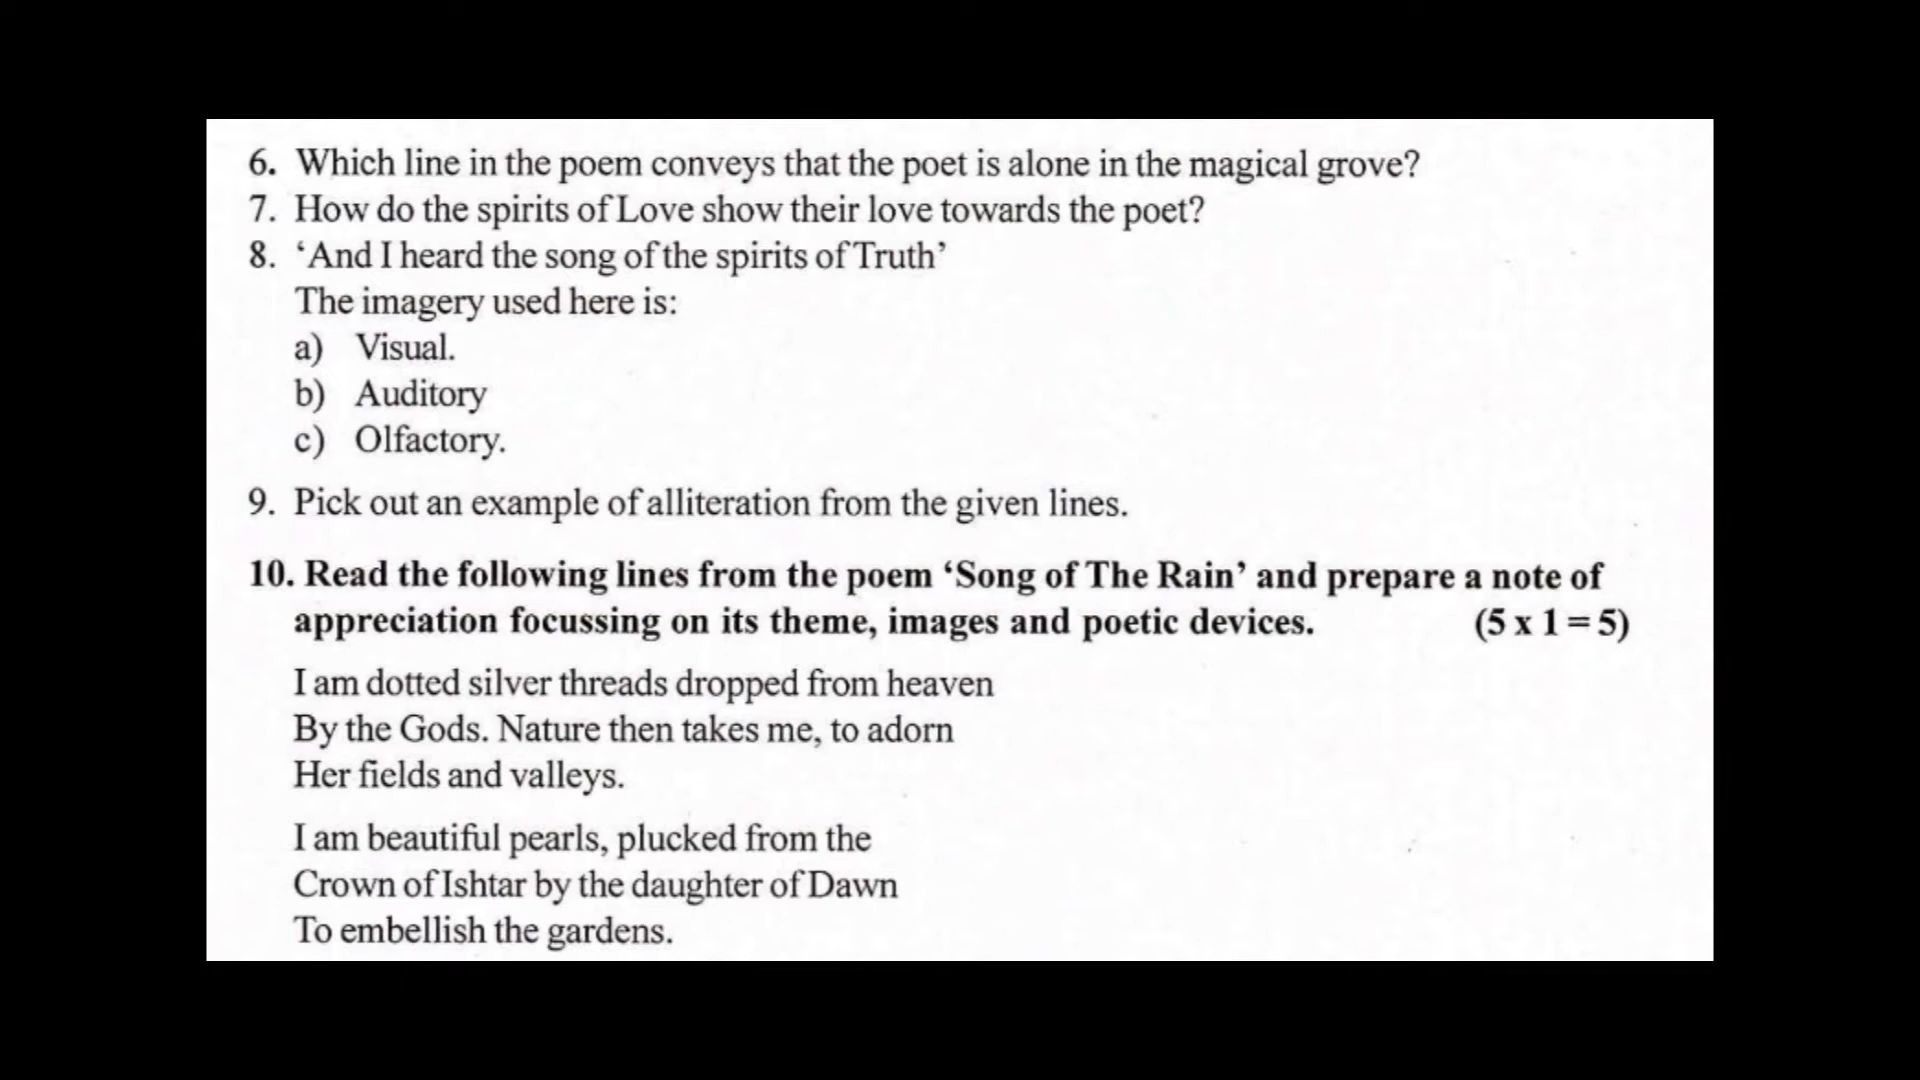 6. Which line in the poem conveys that the poet is alone in the magical grove?
7. How do the spirits of Love show their love towards the poet?
8. ‘And I heard the song of the spirits of Truth’
The imagery used here is:
a) Visual.
b) Auditory
c) Olfactory.
9. Pick out an example of alliteration from the given lines.
10. Read the following lines from the poem ‘Song of The Rain’ and prepare a note of
appreciation focussing on its theme, images and poetic devices. (5 x 1 = 5)
I am dotted silver threads dropped from heaven
By the Gods. Nature then takes me, to adorn
Her fields and valleys.
I am beautiful pearls, plucked from the
Crown of Ishtar by the daughter of Dawn
To embellish the gardens.